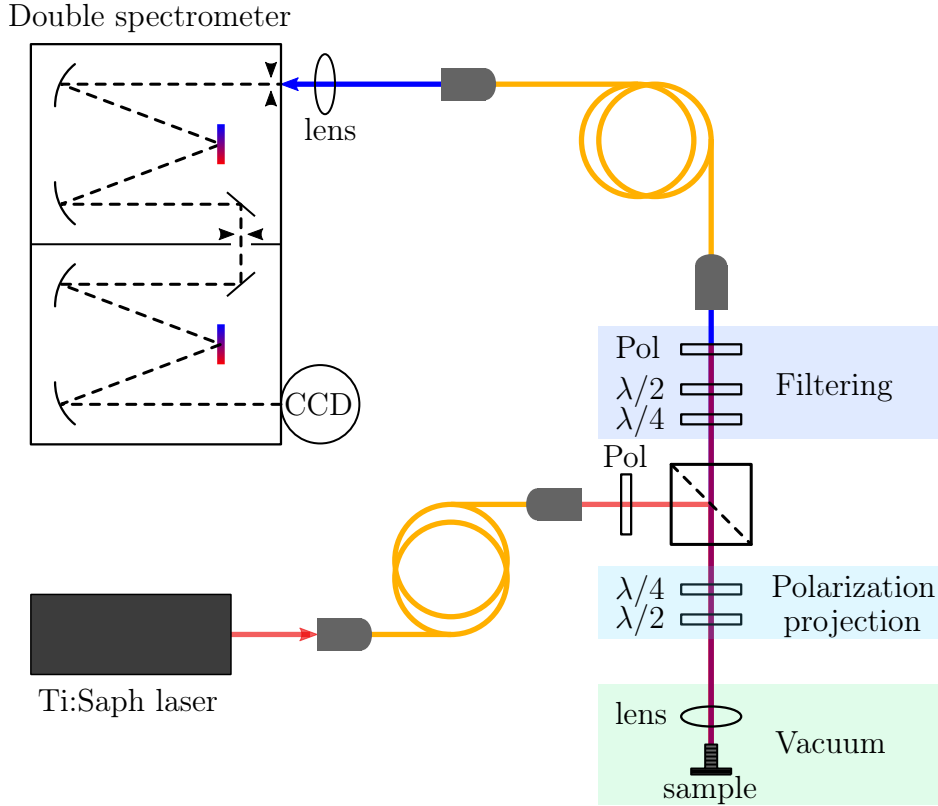 Double spectrometer
lens
Pol
λ/2
λ/4
Filtering
CCD
Pol
λ/4
λ/2
Polarization
projection
Ti:Saph laser
lens
Vacuum
sample